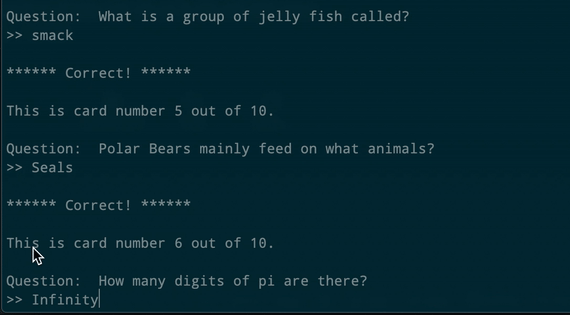 Question:  What is a group of jelly fish called?
>> smack
****** Correct! ******
This is card number 5 out of 10.
Question:  Polar Bears mainly feed on what animals?
>> Seals
****** Correct! ******
This is card number 6 out of 10.
Question:  How many digits of pi are there?
>> Infinity